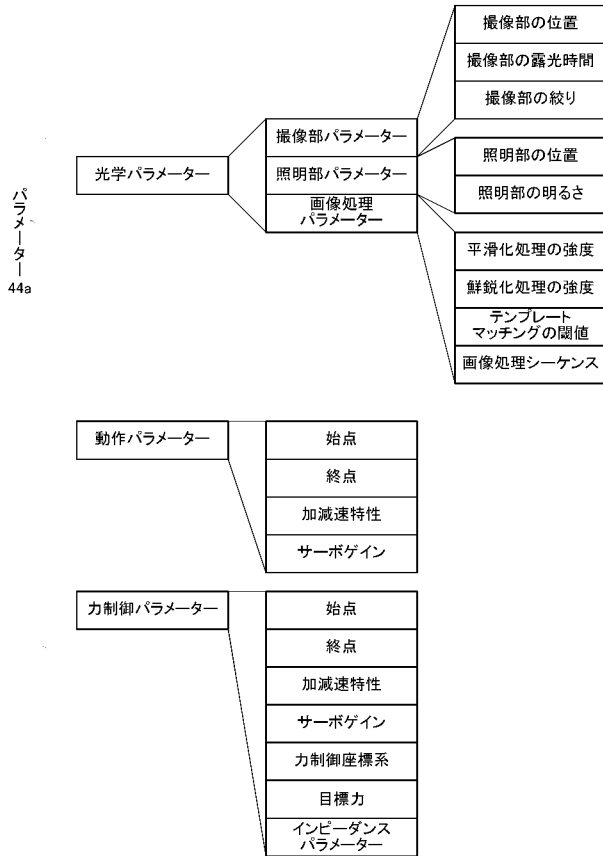 パラメーター
44a
光学パラメーター
撮像部パラメーター
照明部パラメーター
画像処理
パラメーター
撮像部の位置
撮像部の露光時間
撮像部の絞り
照明部の位置
照明部の明るさ
平滑化処理の強度
鮮鋭化処理の強度
テンプレート
マッチングの閾値
画像処理シーケンス
動作パラメーター
始点
終点
加減速特性
サーボゲイン
力制御パラメーター
始点
終点
加減速特性
サーボゲイン
力制御座標系
目標力
インピーダンス
パラメーター